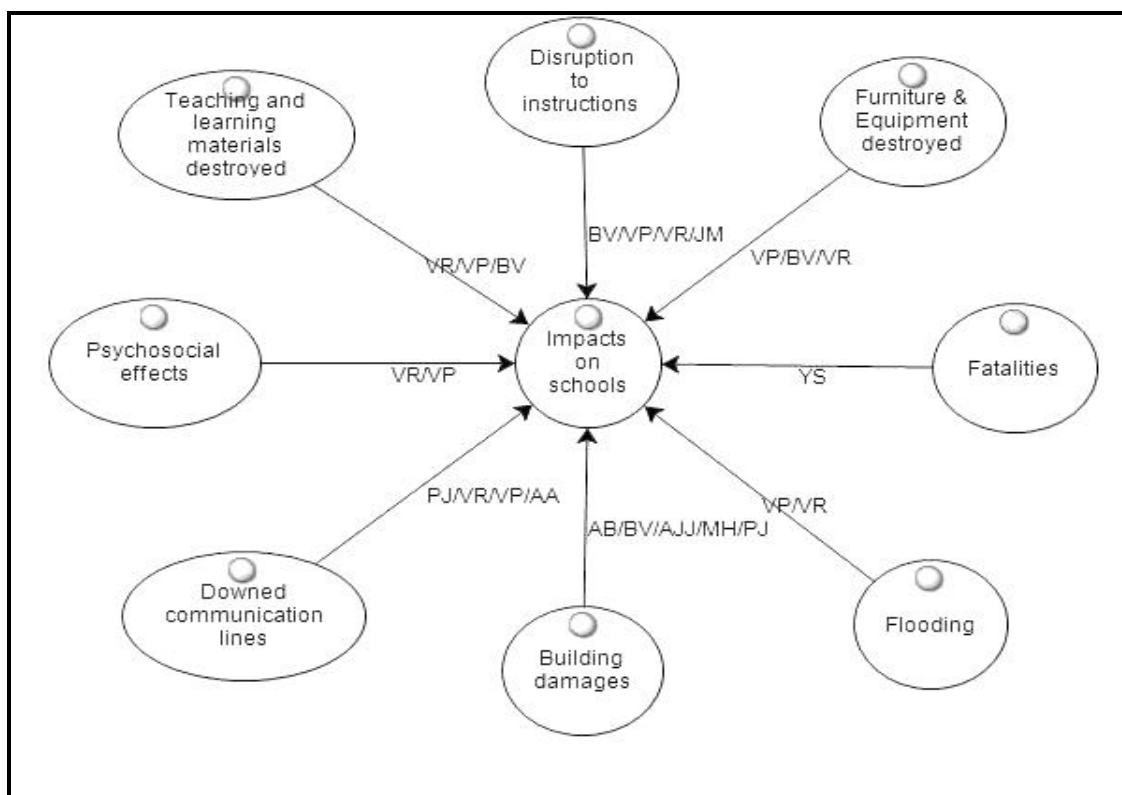 Disruption
to
instructions
Teaching and
learning
materials
destroyed
Furniture &
Equipment
destroyed
BV/VP/VR/JM
VR/VP/BV
VP/BV/VR
Impacts
on
schools
Psychosocial
effects
VR/VP
YS
Fatalities
PJ/VR/VP/AA
VP/VR
AB/BV/AJJ/MH/PJ
Downed
communication
lines
Building
damages
Flooding